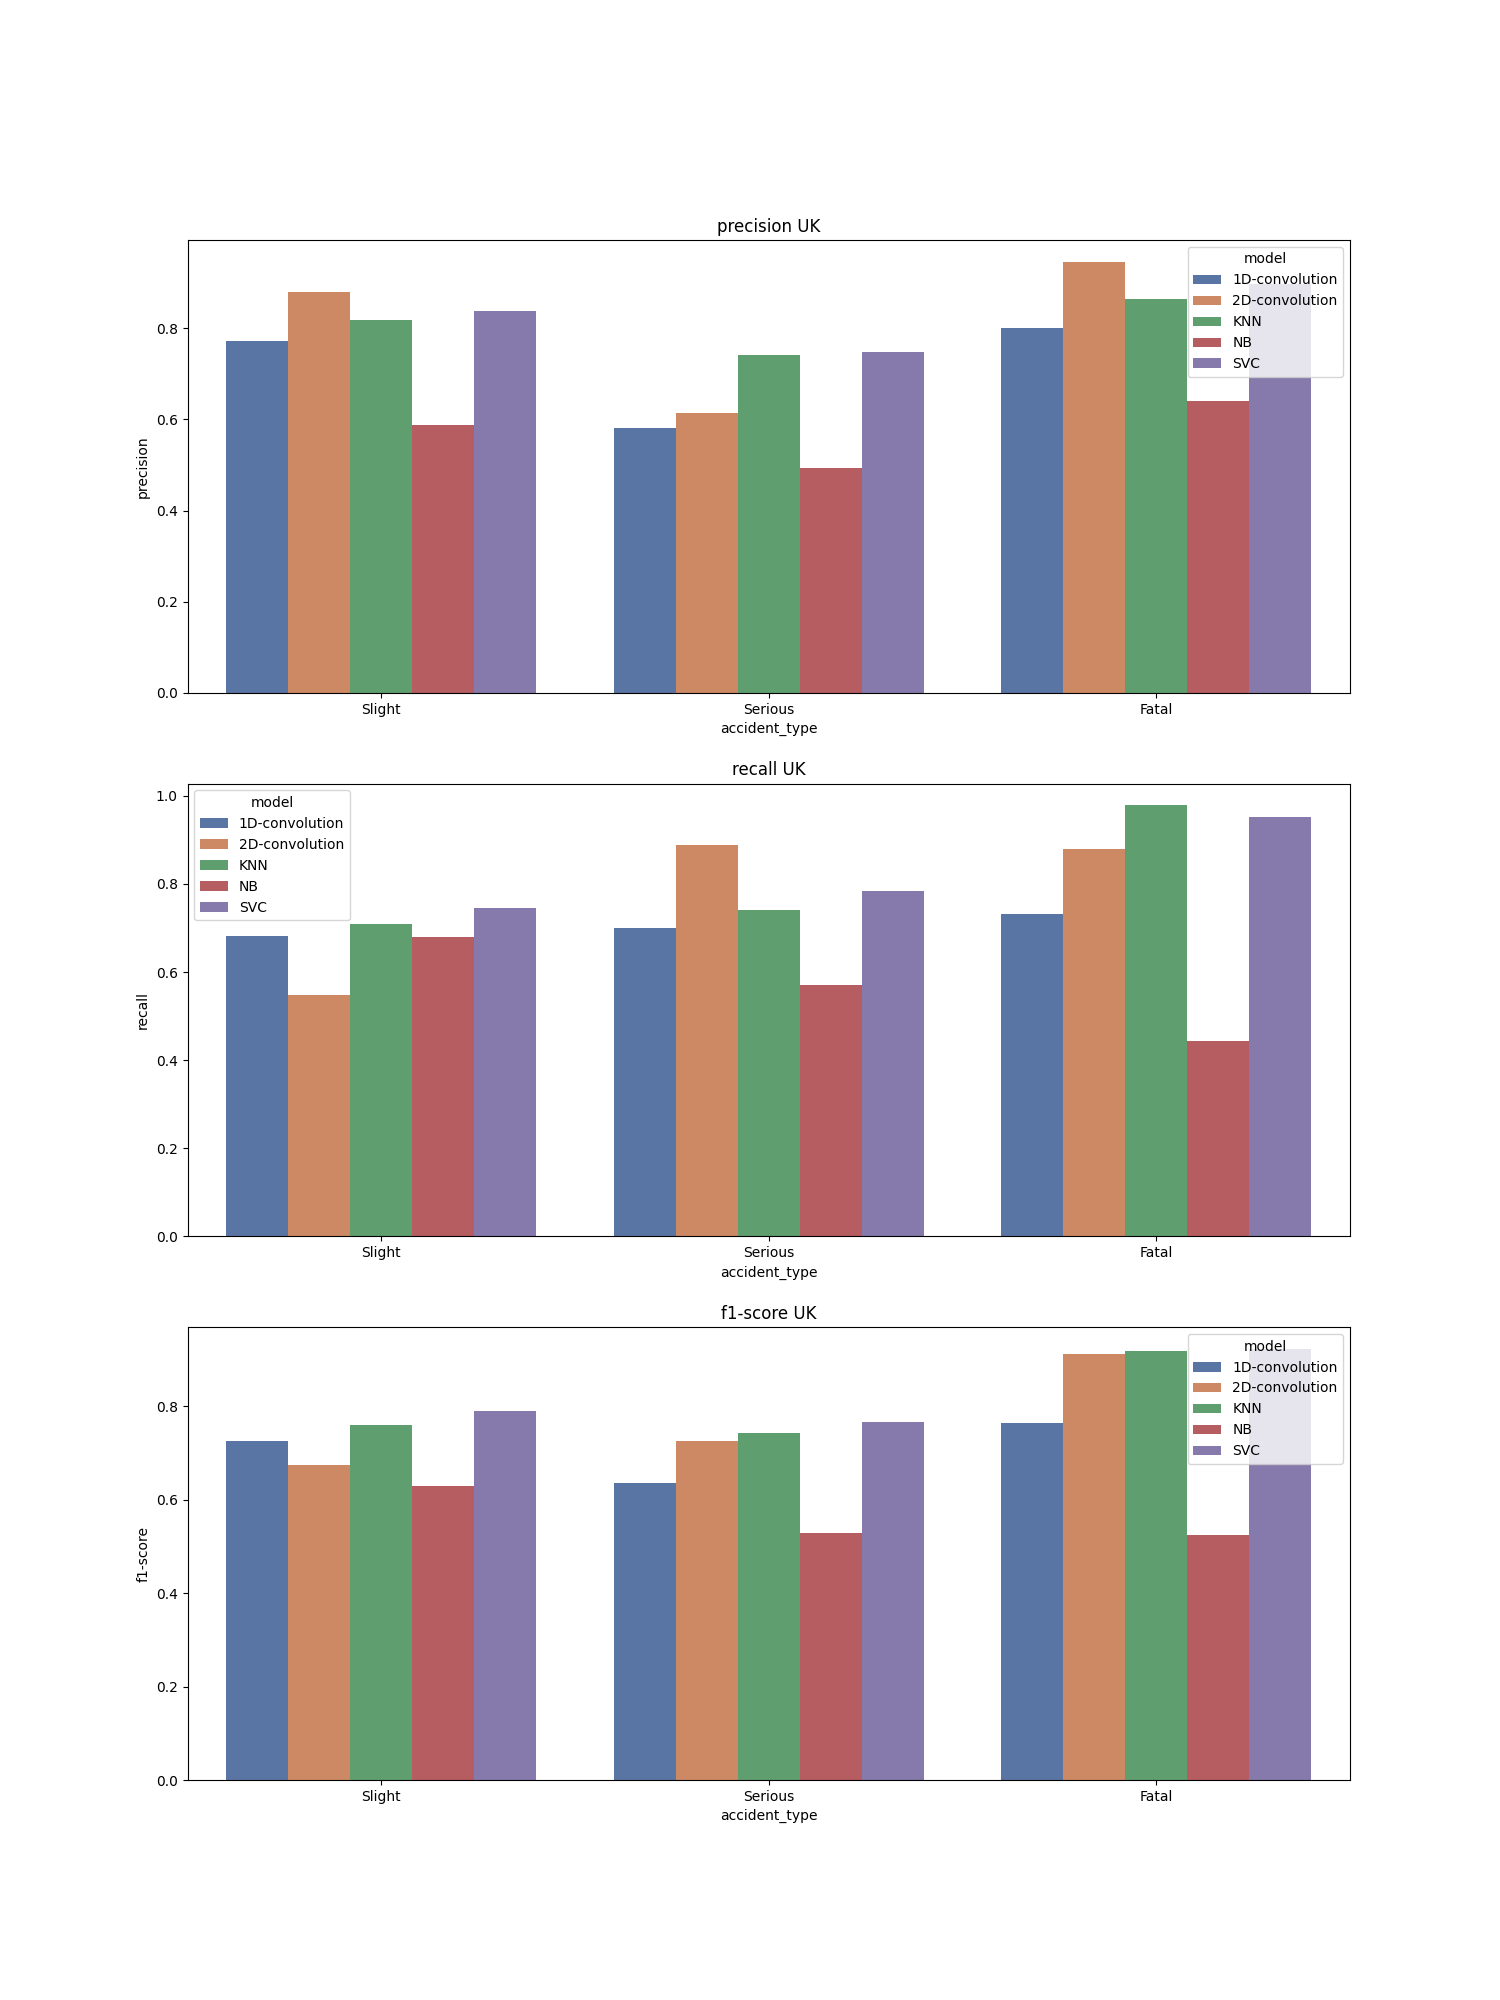 precision UK
model
1D-convolution
2D-convolution
KNN
NB
SVC
0.8
0.6
0.4
0.2
0.0
precision
Slight Serious Fatal
accident_type
recall UK
model
1D-convolution
2D-convolution
KNN
NB
SVC
1.0
0.8
0.6
0.4
0.2
0.0
recall
Slight Serious Fatal
accident_type
f1-score UK
model
1D-convolution
2D-convolution
KNN
NB
SVC
0.8
0.6
0.4
0.2
0.0
f1-score
Slight Serious Fatal
accident_type